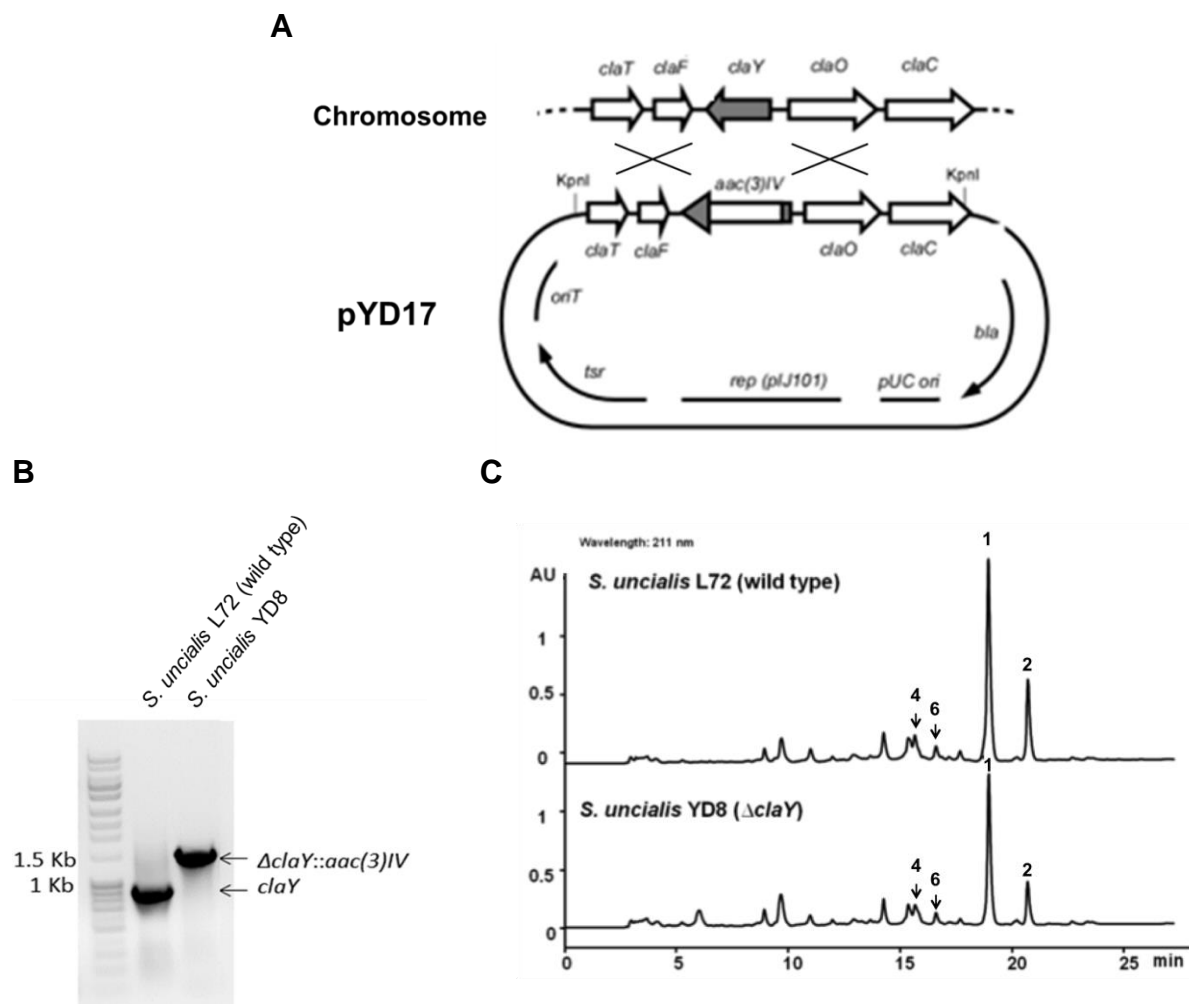 A
claT claF claY claO claC
Chromosome
KpnI aac(3)IV KpnI
claT claF claO claC
pYD17
oriT
bla
tsr rep (pIJ101) pUC ori
B
S. uncialis L72 (wild type)
S. uncialis YD8
1.5 Kb
ΔclaY::aac(3)IV
1 Kb
claY
C
Wavelength: 211 nm
AU
S. uncialis L72 (wild type)
1
1
0.5
2
4
6
0
S. uncialis YD8 (ΔclaY)
1
1
0.5
2
4
6
0
0 5 10 15 20 25 min